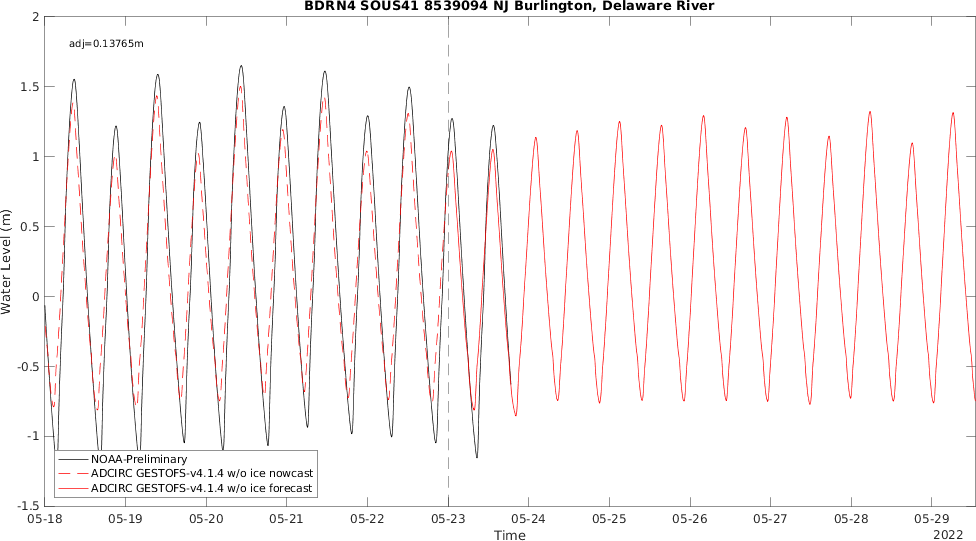 BDRN4 SOUS41 8539094 NJ Burlington, Delaware River
2
adj=0.13765m
1.5
1
0.5
0
-0.5
-1
-1.5
Water Level (m)
NOAA-Preliminary
ADCIRC GESTOFS-v4.1.4 w/o ice nowcast
ADCIRC GESTOFS-v4.1.4 w/o ice forecast
05-18 05-19 05-20 05-21 05-22 05-23 05-24 05-25 05-26 05-27 05-28 05-29
Time
2022